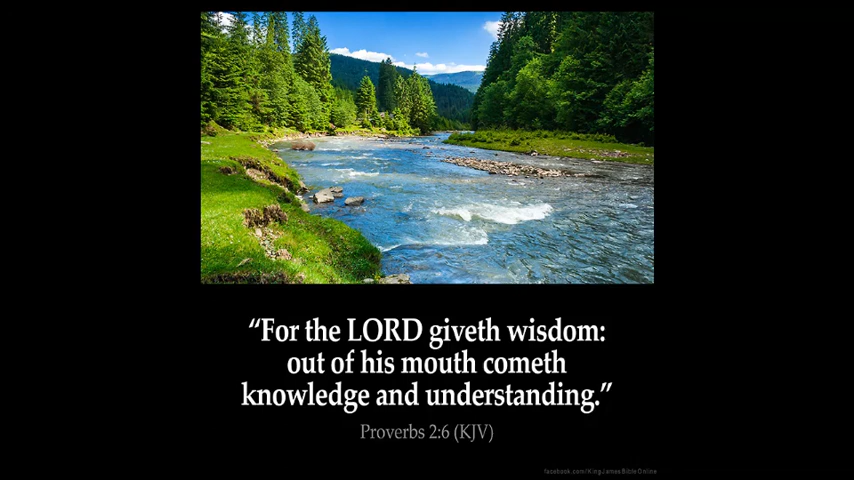 “For the LORD giveth wisdom:
out of his mouth cometh
knowledge and understanding.”
Proverbs 2:6 (KJV)
facebook.com/KingJamesBibleOnline